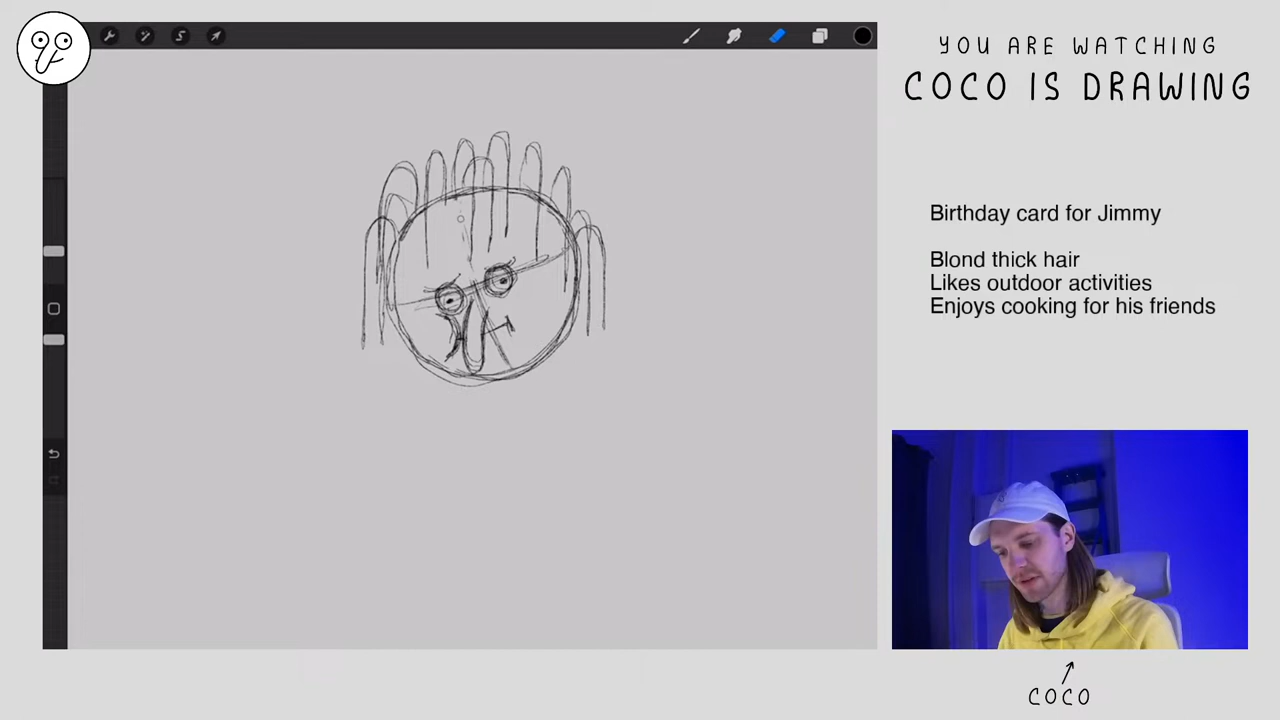 YOU ARE WATCHING
COCO IS DRAWING
Birthday card for Jimmy
Blond thick hair
Likes outdoor activities
Enjoys cooking for his friends
COCO